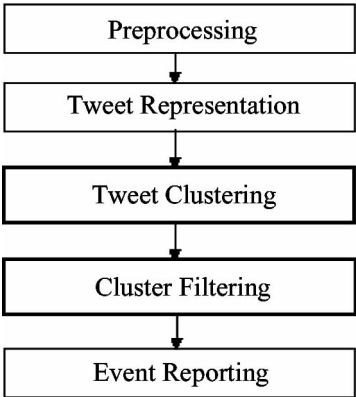 Preprocessing
Tweet Representation
Tweet Clustering
Cluster Filtering
Event Reporting